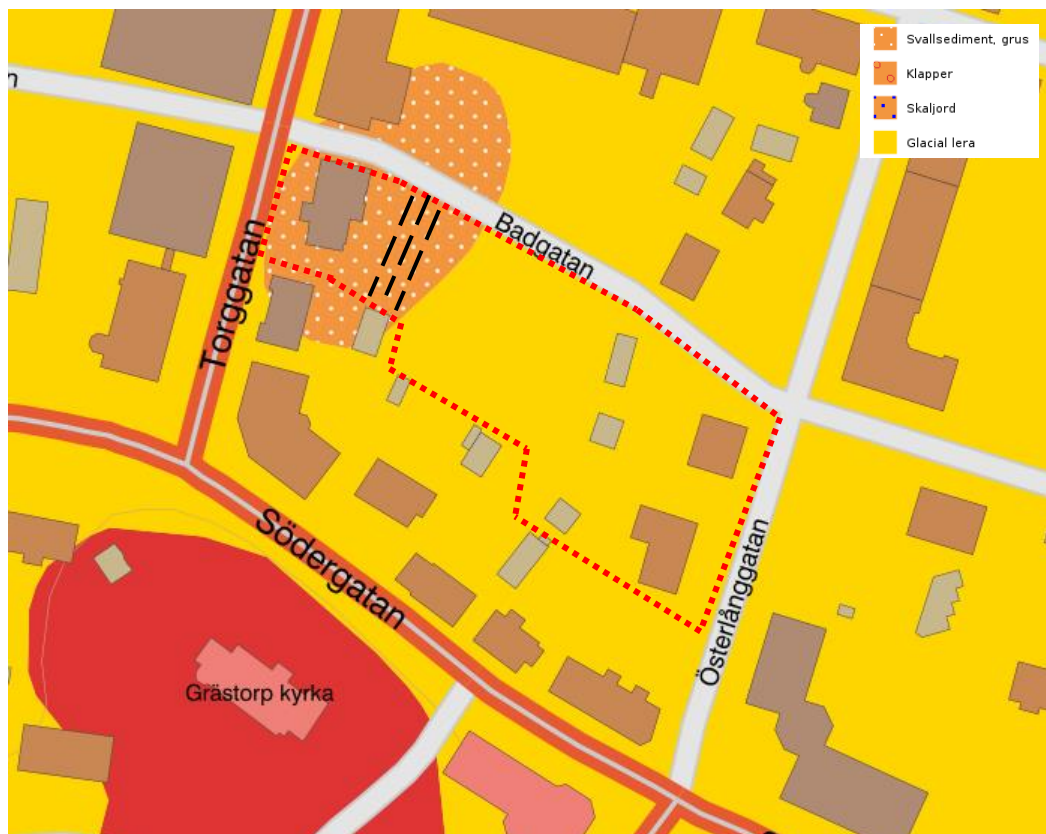 Svallsediment, grus
Klapper
Skaljord
Glacial lera
n
Badgatan
Torggatan
Södergatan
Österlånggatan
Grästorp kyrka